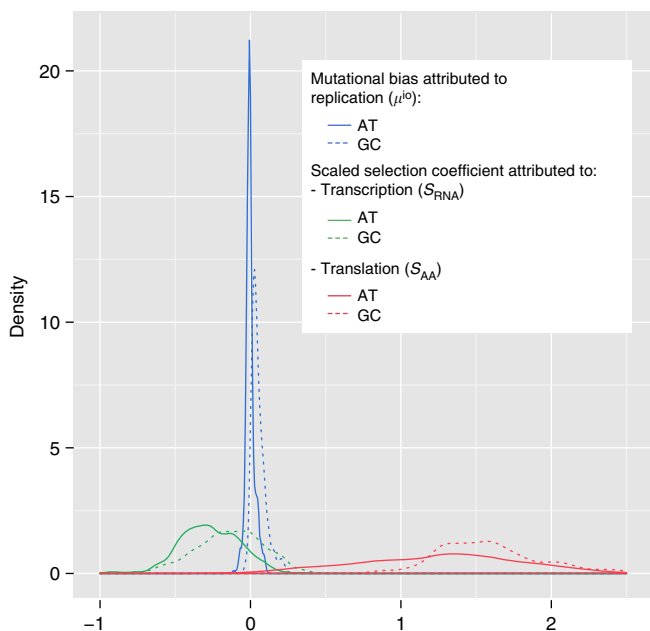 20
15
10
5
0
Density
Mutational bias attributed to
replication (μ^io):
AT
GC
Scaled selection coefficient attributed to:
- Transcription (S_RNA)
AT
GC
- Translation (S_AA)
AT
GC
−1
0
1
2